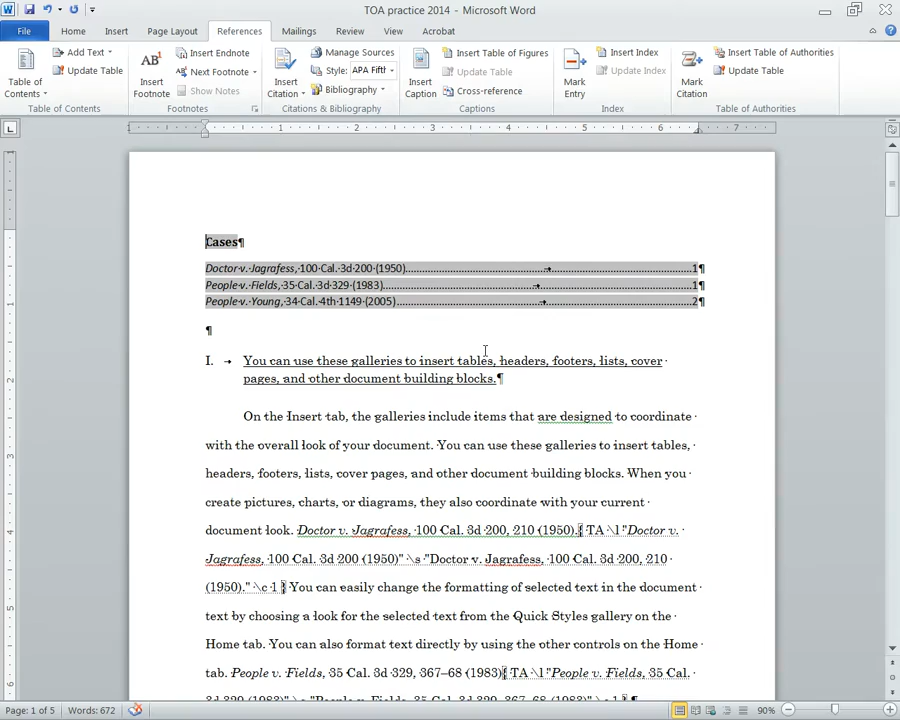 TOA practice 2014 - Microsoft Word
File Home Insert Page Layout References Mailings Review View Acrobat
Table of Contents
Add Text
Update Table
Table of Contents
AB¹ Insert Footnote
Insert Endnote
Next Footnote
Show Notes
Footnotes
Insert Citation
Manage Sources
Style: APA Fifth
Bibliography
Citations & Bibliography
Insert Caption
Insert Table of Figures
Update Table
Cross-reference
Captions
Mark Entry
Insert Index
Update Index
Index
Mark Citation
Insert Table of Authorities
Update Table
Table of Authorities
1 1 2 3 4 5 6 7
Cases¶
Doctor·v.·Jagrafess,·100·Cal.·3d·200·(1950)......→......1¶
People·v.·Fields,·35·Cal.·3d·329·(1983)......→......1¶
People·v.·Young,·34·Cal.·4th·1149·(2005)......→......2¶
¶
I. → You·can·use·these·galleries·to·insert·tables,·headers,·footers,·lists,·cover·
pages,·and·other·document·building·blocks.¶
On·the·Insert·tab,·the·galleries·include·items·that·are·designed·to·coordinate·
with·the·overall·look·of·your·document.·You·can·use·these·galleries·to·insert·tables,·
headers,·footers,·lists,·cover·pages,·and·other·document·building·blocks.·When·you·
create·pictures,·charts,·or·diagrams,·they·also·coordinate·with·your·current·
document·look.·Doctor·v.·Jagrafess,·100·Cal.·3d·200,·210·(1950).{·TA·\l·"Doctor·v.·
Jagrafess,·100·Cal.·3d·200·(1950)"·\s·"Doctor·v.·Jagrafess,·100·Cal.·3d·200,·210·
(1950)."·\c·1·}·You·can·easily·change·the·formatting·of·selected·text·in·the·document·
text·by·choosing·a·look·for·the·selected·text·from·the·Quick·Styles·gallery·on·the·
Home·tab.·You·can·also·format·text·directly·by·using·the·other·controls·on·the·Home·
tab.·People·v.·Fields,·35·Cal.·3d·329,·367–68·(1983){·TA·\l·"People·v.·Fields,·35·Cal.·
3d·329·(1983)"·\s·"People·v.·Fields,·35·Cal.·3d·329,·367–68·(1983)"·\c·1·}
Page: 1 of 5 Words: 672 90%